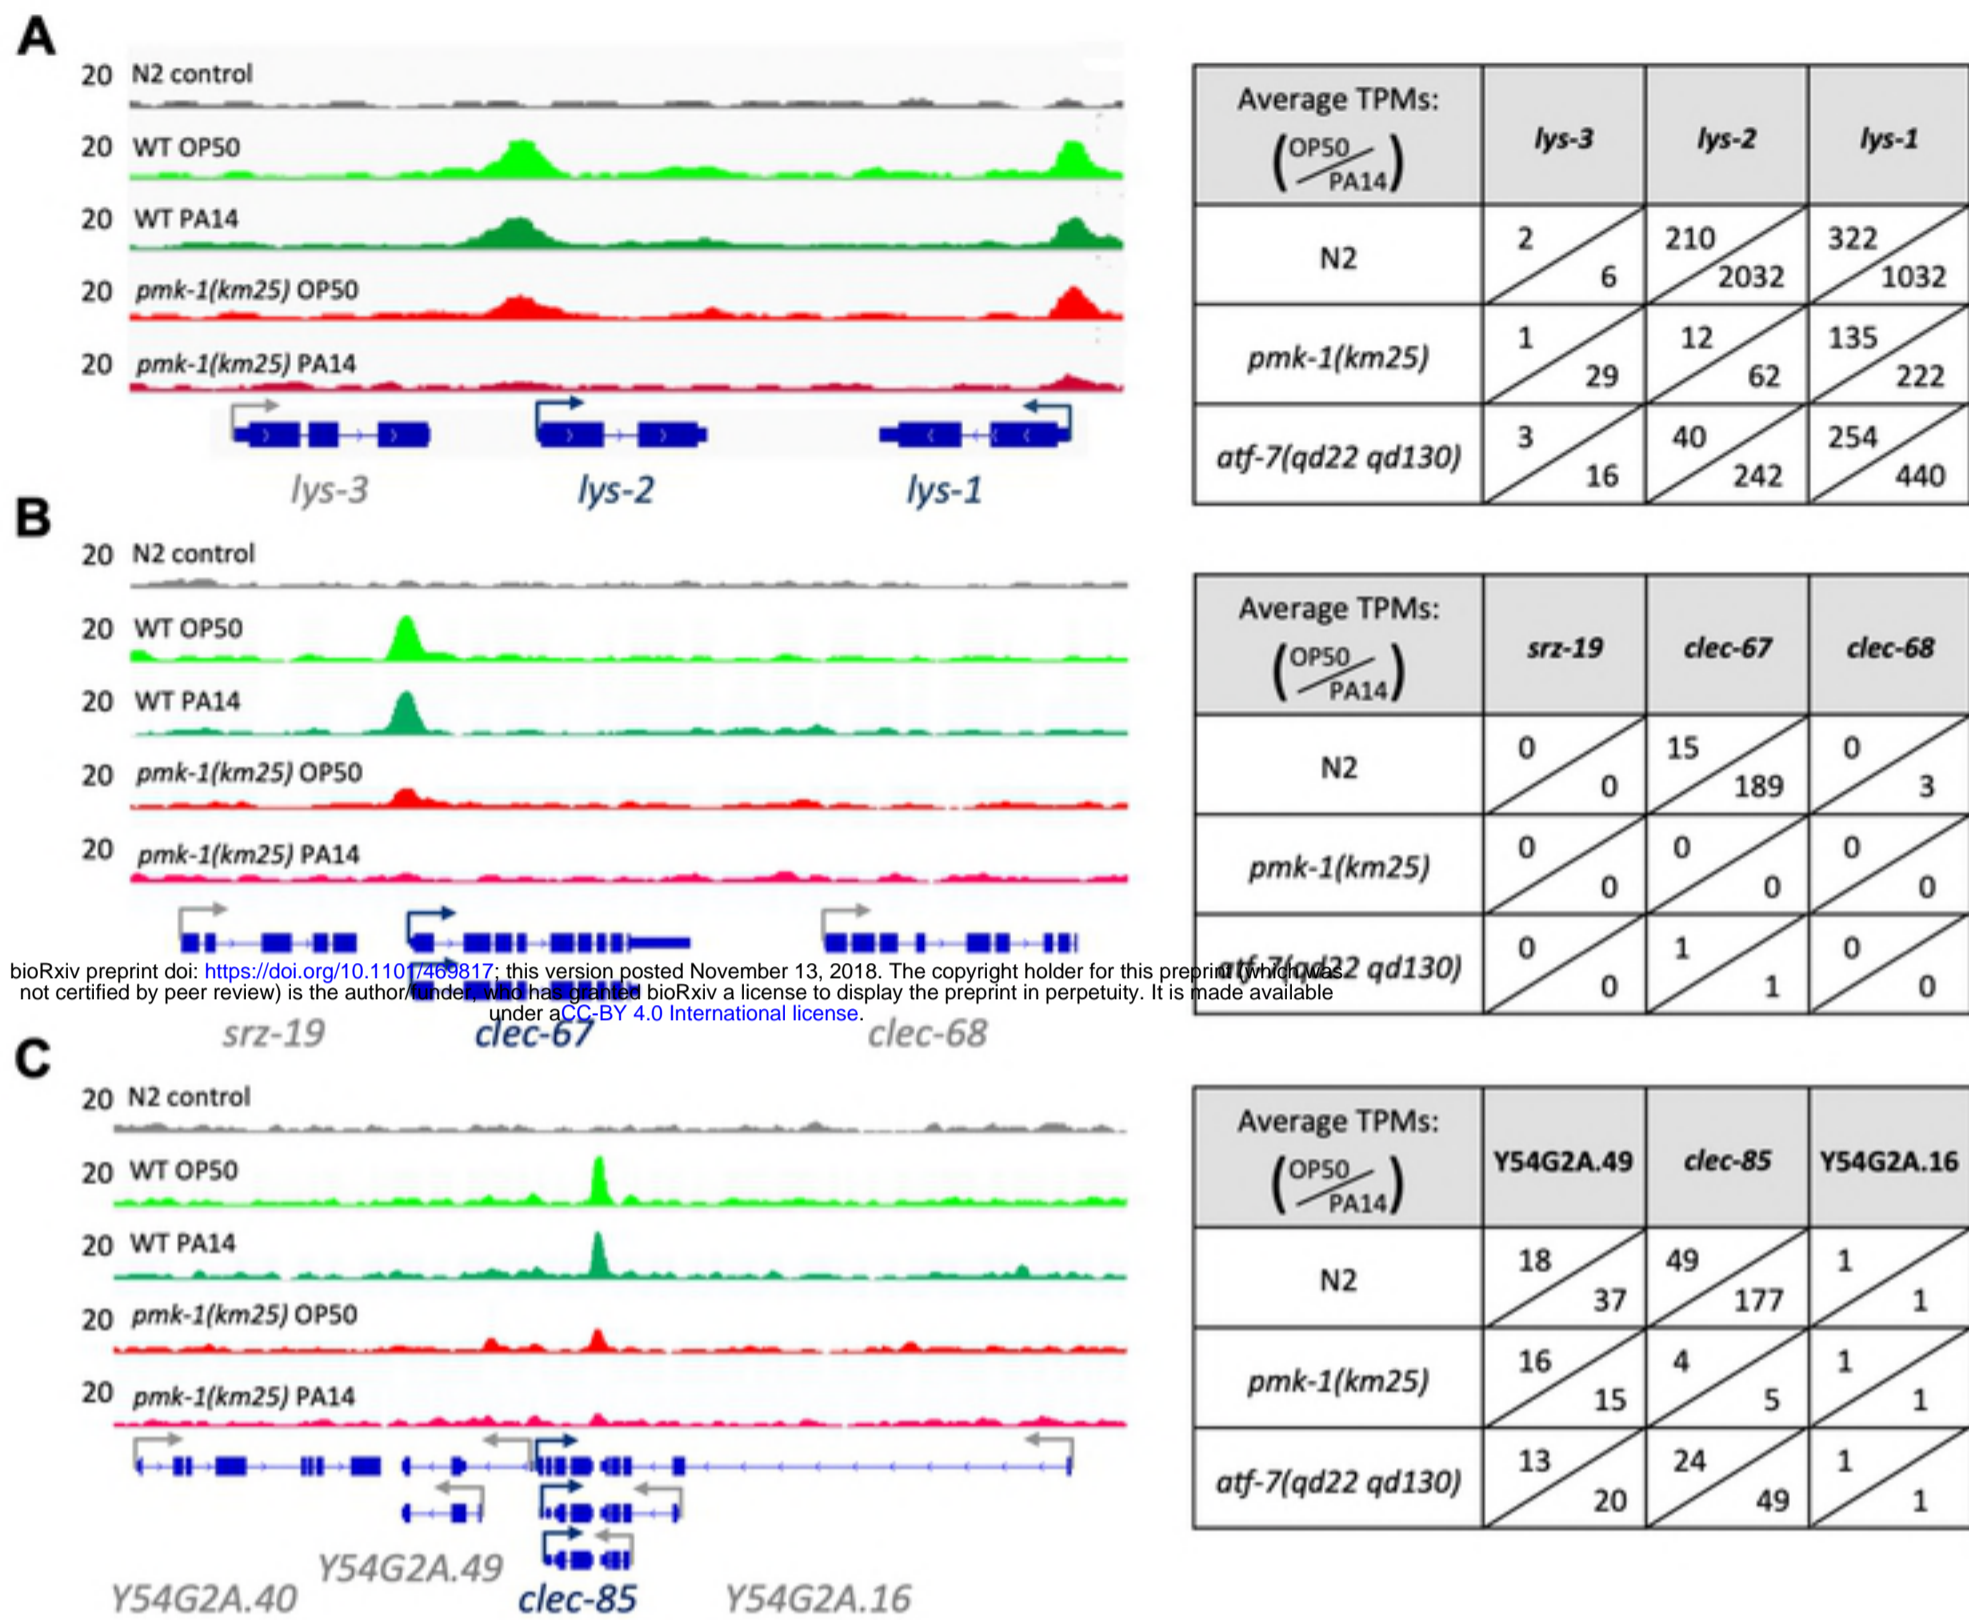 A
20 N2 control
20 WT OP50
20 WT PA14
20 pmk-1(km25) OP50
20 pmk-1(km25) PA14
lys-3 lys-2 lys-1
Average TPMs: lys-3 lys-2 lys-1
(OP50/PA14)
N2 2 6 210 2032 322 1032
pmk-1(km25) 1 29 12 62 135 222
atf-7(qd22 qd130) 3 16 40 242 254 440
B
20 N2 control
20 WT OP50
20 WT PA14
20 pmk-1(km25) OP50
20 pmk-1(km25) PA14
srz-19 clec-67 clec-68
Average TPMs: srz-19 clec-67 clec-68
(OP50/PA14)
N2 0 0 15 189 0 3
pmk-1(km25) 0 0 0 0 0 0
atf-7(qd22 qd130) 0 0 1 1 0 0
bioRxiv preprint doi: https://doi.org/10.1101/469817; this version posted November 13, 2018. The copyright holder for this preprint (which was
not certified by peer review) is the author/funder, who has granted bioRxiv a license to display the preprint in perpetuity. It is made available
under aCC-BY 4.0 International license.
C
20 N2 control
20 WT OP50
20 WT PA14
20 pmk-1(km25) OP50
20 pmk-1(km25) PA14
Y54G2A.40 Y54G2A.49 clec-85 Y54G2A.16
Average TPMs: Y54G2A.49 clec-85 Y54G2A.16
(OP50/PA14)
N2 18 37 49 177 1 1
pmk-1(km25) 16 15 4 5 1 1
atf-7(qd22 qd130) 13 20 24 49 1 1